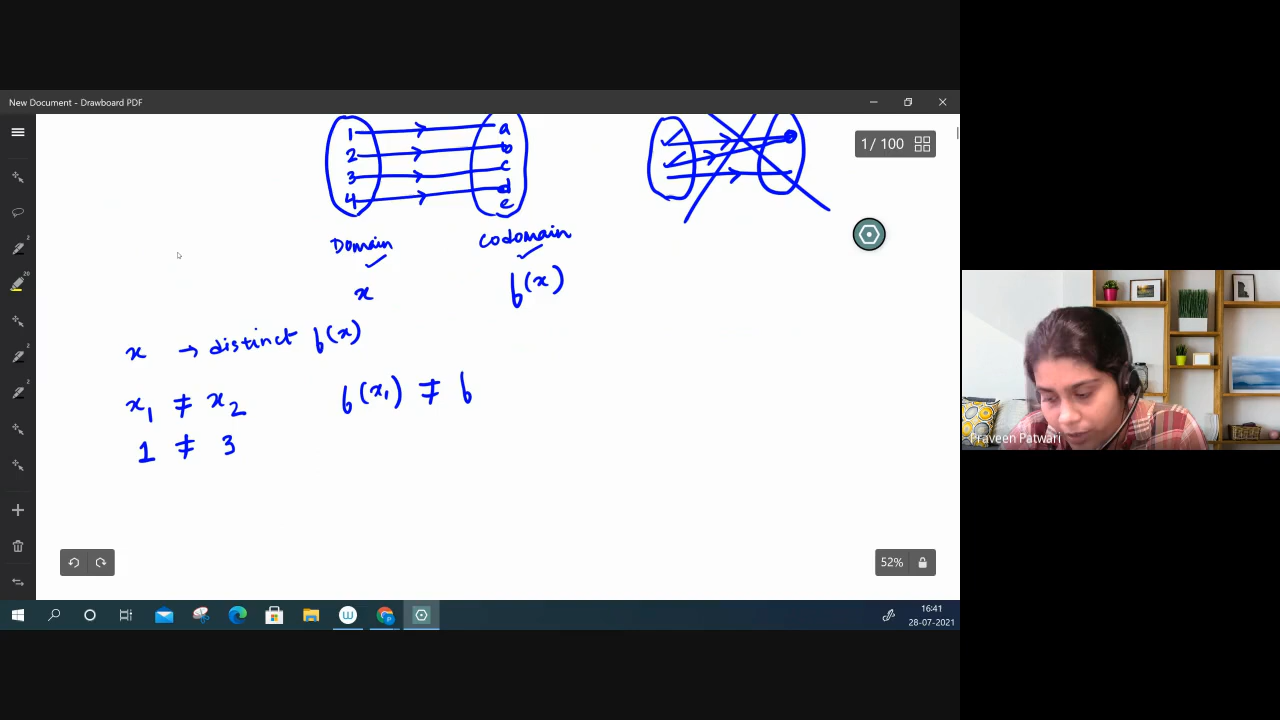 New Document - Drawboard PDF
1 / 100
1 a
2 b
3 c
4 d
e
Domain codomain
x f(x)
x → distinct f(x)
x₁ ≠ x₂ f(x₁) ≠ f
1 ≠ 3
Praveen Patwari
52%
16:41
28-07-2021